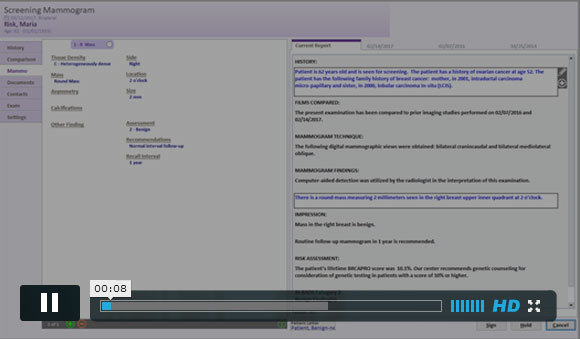 Screening Mammogram
Risk, Maria
History
Comparison
Mammo
Documents
Contacts
Exam
Settings
1 - R Mass
Tissue Density
C - Heterogeneously dense
Mass
Round Mass
Asymmetry
Calcifications
Other Finding
Side
Right
Location
2 o'clock
Size
2 mm
Assessment
2 - Benign
Recommendations
Normal interval follow-up
Recall Interval
1 year
Current Report
02/14/2017
HISTORY:
Patient is 62 years old and is seen for screening. The patient has a history of ovarian cancer at age 52. The
patient has the following family history of breast cancer: mother, in 2005, intraductal carcinoma
micro-papillary and sister, in 2000, lobular carcinoma in-situ (LCIS).
FILMS COMPARED:
The present examination has been compared to prior imaging studies performed on 02/07/2016 and
02/14/2017.
MAMMOGRAM TECHNIQUE:
The following digital mammographic views were obtained: bilateral craniocaudal and bilateral mediolateral
oblique.
MAMMOGRAM FINDINGS:
Computer-aided detection was utilized by the radiologist in the interpretation of this examination.
There is a round mass measuring 2 millimeters seen in the right breast upper inner quadrant at 2 o'clock.
IMPRESSION:
Mass in the right breast is benign.
Routine follow up mammogram in 1 year is recommended.
RISK ASSESSMENT:
The patient's lifetime BRCAPRO score was 10.2%. Our center recommends genetic counseling for
consideration of genetic testing in patients with a score of 10% or higher.
00:08
HD
1 of 1
Patient Letter
Patient, Benign-no
Sign
Hold
Cancel